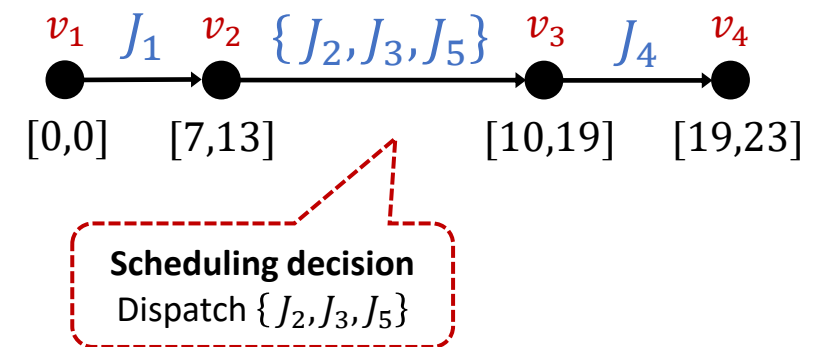 v₁ J₁ v₂ { J₂, J₃, J₅} v₃ J₄ v₄
[0,0] [7,13] [10,19] [19,23]
Scheduling decision
Dispatch { J₂, J₃, J₅}